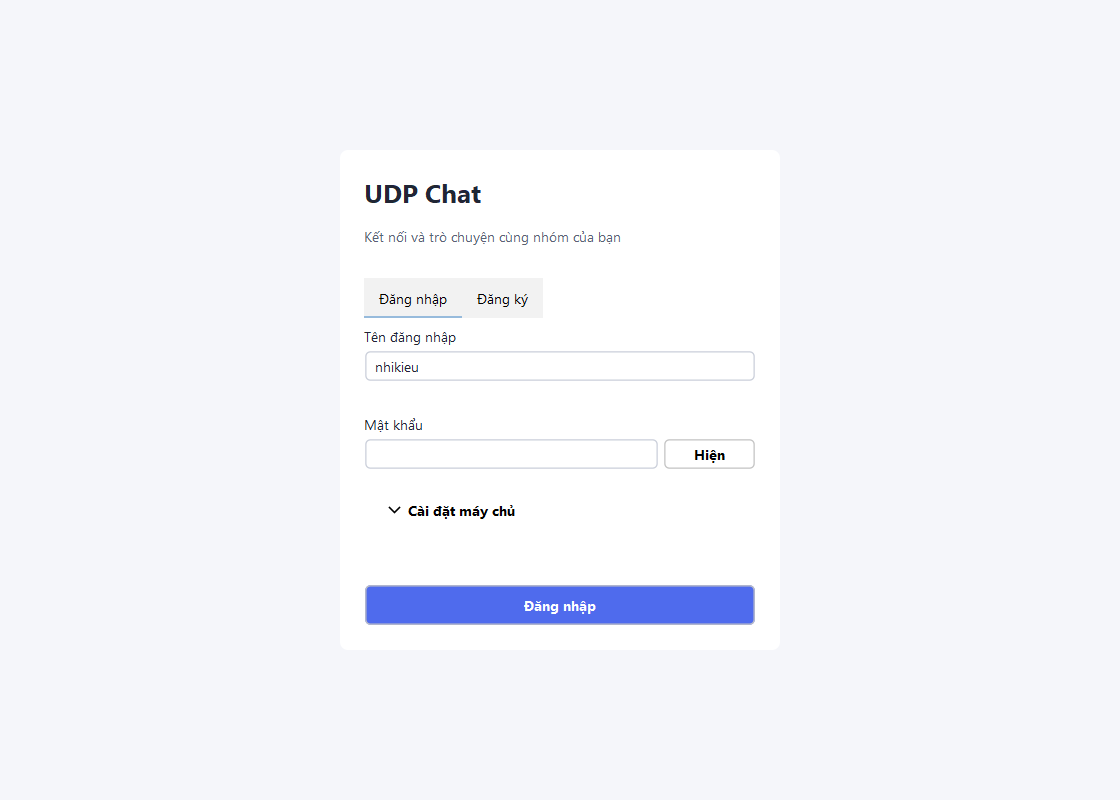 UDP Chat
Kết nối và trò chuyện cùng nhóm của bạn
Đăng nhập Đăng ký
Tên đăng nhập
nhikieu
Mật khẩu
Hiện
Cài đặt máy chủ
Đăng nhập